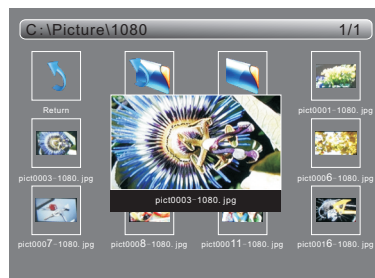 C:\Picture\1080 1/1
Return pict0001-1080. jpg
pict0003-1080. jpg pict0006-1080. jpg
pict0003-1080. jpg
pict0007-1080. jpg pict0008-1080. jpg pict00011-1080. jpg pict0016-1080. jpg